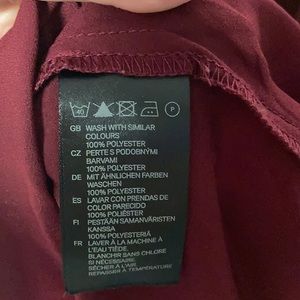 40 P
GB WASH WITH SIMILAR
COLOURS
100% POLYESTER
CZ PERTE S PODOBNÝMI
BARVAMI
100% POLYESTER
DE MIT ÄHNLICHEN FARBEN
WASCHEN
100% POLYESTER
ES LAVAR CON PRENDAS DE
COLOR PARECIDO
100% POLIÉSTER
FI PESTÄÄN SAMANVÄRISTEN
KANSSA
100% POLYESTERIÄ
FR LAVER À LA MACHINE À
L'EAU TIÈDE.
BLANCHIR SANS CHLORE
SI NÉCESSAIRE
SÉCHER À L'AIR
REPASSER À TEMPÉRATURE